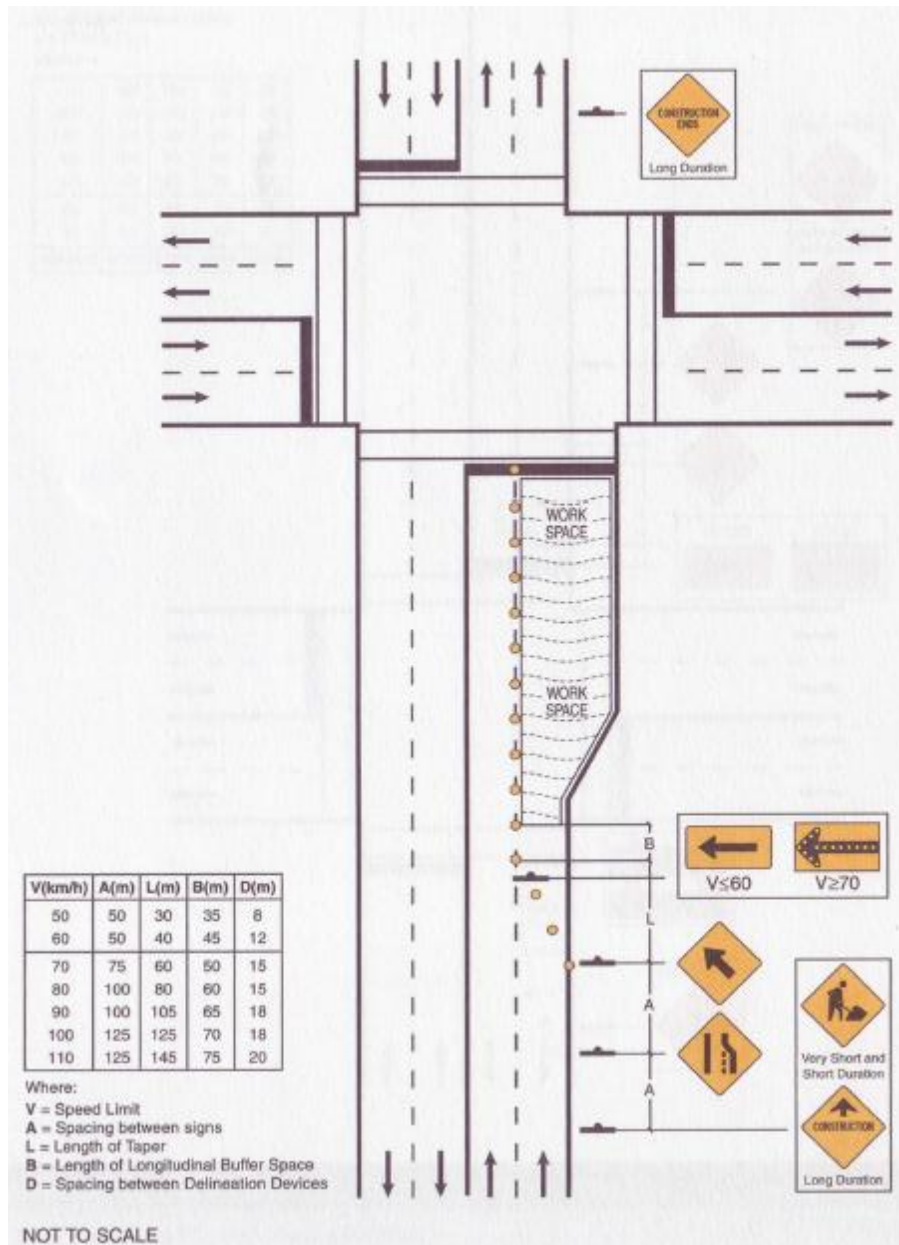 CONSTRUCTION
ENDS
Long Duration
WORK
SPACE
WORK
SPACE
B
V≤60
V≥70
L
A
A
V(km/h) A(m) L(m) B(m) D(m)
50 50 30 35 8
60 50 40 45 12
70 75 60 50 15
80 100 80 60 15
90 100 105 65 18
100 125 125 70 18
110 125 145 75 20
Very Short and
Short Duration
CONSTRUCTION
Long Duration
Where:
V = Speed Limit
A = Spacing between signs
L = Length of Taper
B = Length of Longitudinal Buffer Space
D = Spacing between Delineation Devices
NOT TO SCALE